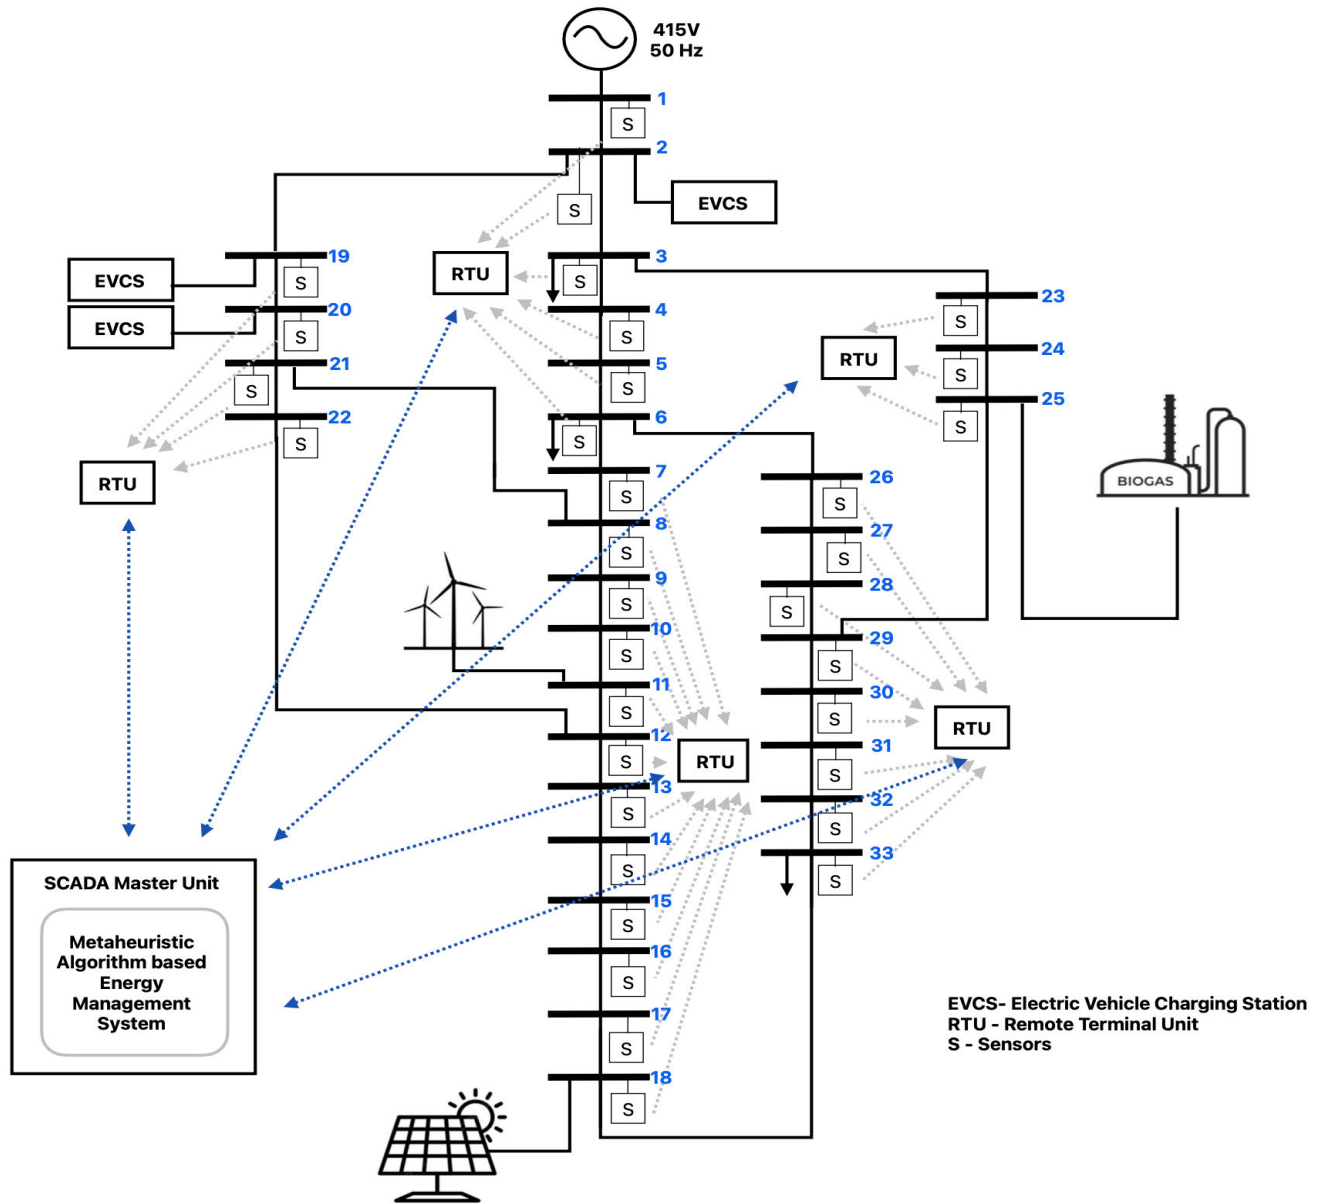 415V
50 Hz
1
S
2
S
EVCS
19
EVCS
S
RTU
3
S
23
S
20
EVCS
S
4
S
24
RTU
S
21
S
5
S
25
S
22
S
6
S
RTU
7
S
26
S
BIOGAS
8
S
27
S
9
S
28
S
10
S
29
S
11
S
30
S
RTU
12
S
RTU
31
S
13
S
32
S
14
S
33
S
SCADA Master Unit
Metaheuristic
Algorithm based
Energy
Management
System
15
S
16
S
17
S
18
S
EVCS- Electric Vehicle Charging Station
RTU - Remote Terminal Unit
S - Sensors